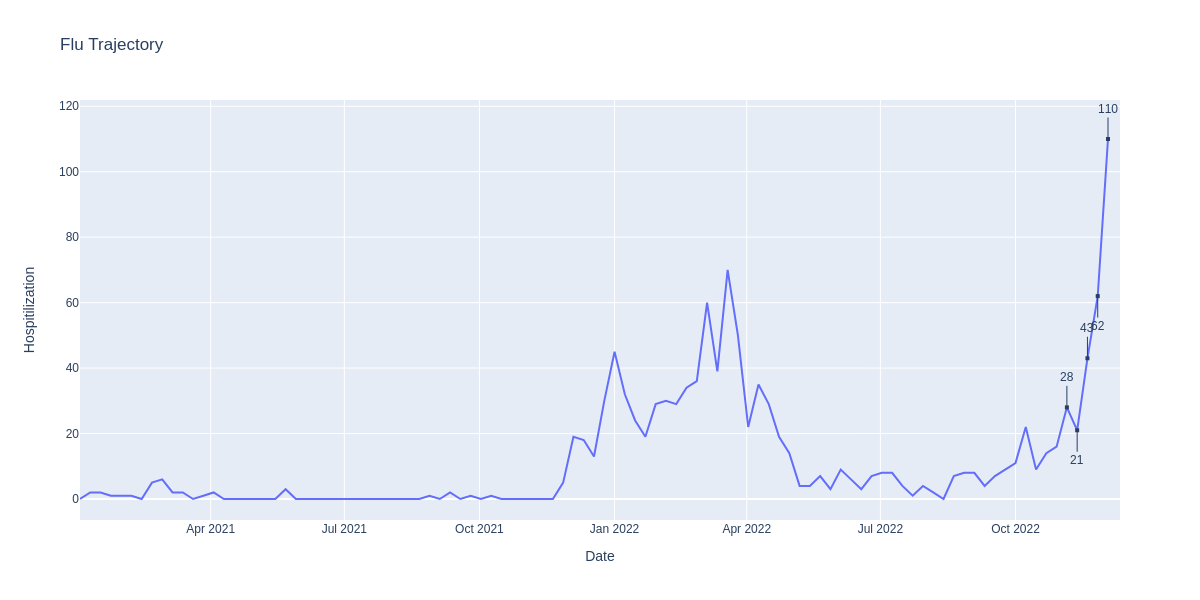 Flu Trajectory
120
100
80
60
40
20
0
Hospitilization
110
43
62
28
21
Apr 2021
Jul 2021
Oct 2021
Jan 2022
Apr 2022
Jul 2022
Oct 2022
Date